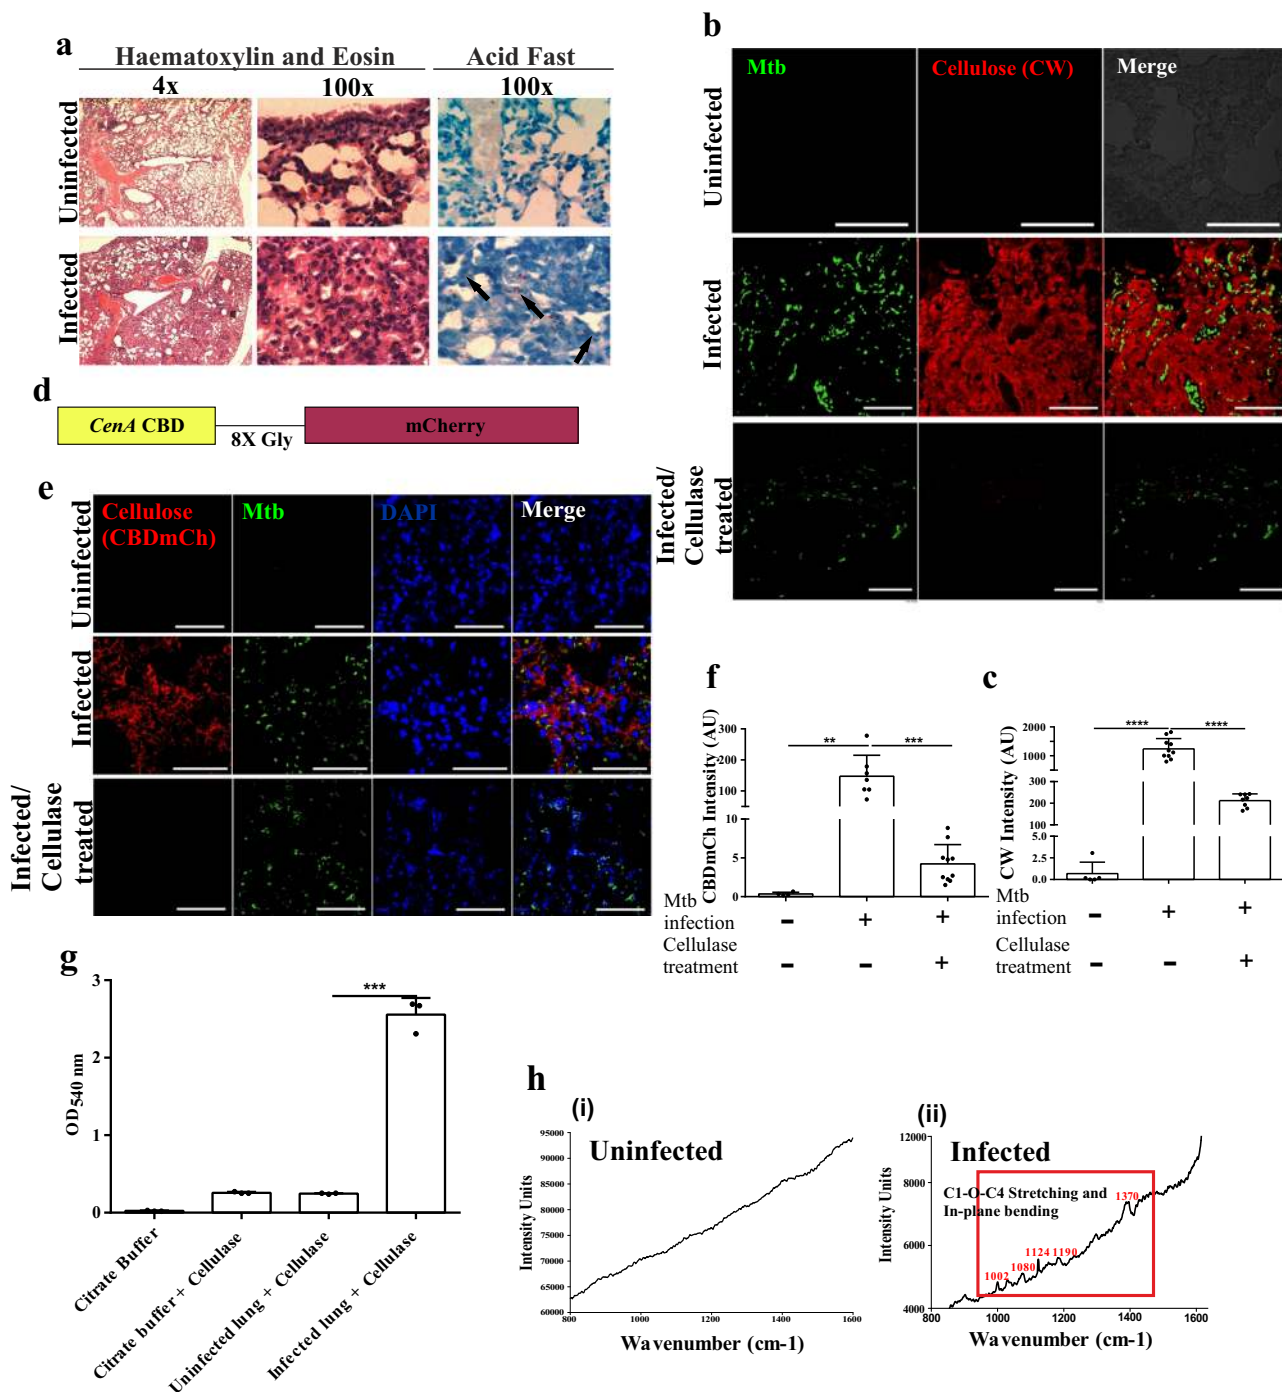 a
Haematoxylin and Eosin
Acid Fast
4x
100x
100x
Uninfected
Infected
b
Mtb
Cellulose (CW)
Merge
Uninfected
Infected
Infected/
Cellulase
treated
d
CenA CBD
8X Gly
mCherry
e
Cellulose
(CBDmCh)
Mtb
DAPI
Merge
Uninfected
Infected
Infected/
Cellulase
treated
f
CBDmCh Intensity (AU)
300
200
100
10
5
0
**
***
Mtb
infection
− + +
Cellulase
treatment
− − +
c
CW Intensity (AU)
2000
1000
300
200
100
5.0
2.5
0.0
****
****
Mtb
infection
− + +
Cellulase
treatment
− − +
g
OD540 nm
3
2
1
0
***
Citrate Buffer
Citrate buffer + Cellulase
Uninfected lung + Cellulase
Infected lung + Cellulase
h
(i)
Uninfected
Intensity Units
95000
90000
85000
80000
75000
70000
65000
60000
800 1000 1200 1400 1600
Wavenumber (cm-1)
(ii)
Infected
Intensity Units
12000
8000
6000
4000
C1-O-C4 Stretching and
In-plane bending
1370
1124
1190
1080
1002
1000 1200 1400 1600
Wavenumber (cm-1)